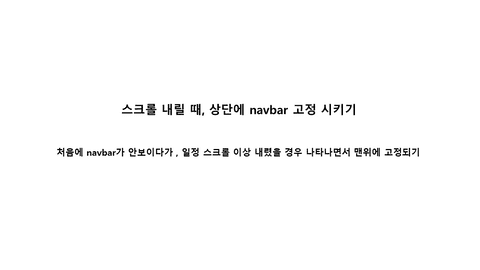 스크롤 내릴 때, 상단에 navbar 고정 시키기
처음에 navbar가 안보이다가 , 일정 스크롤 이상 내렸을 경우 나타나면서 맨위에 고정되기